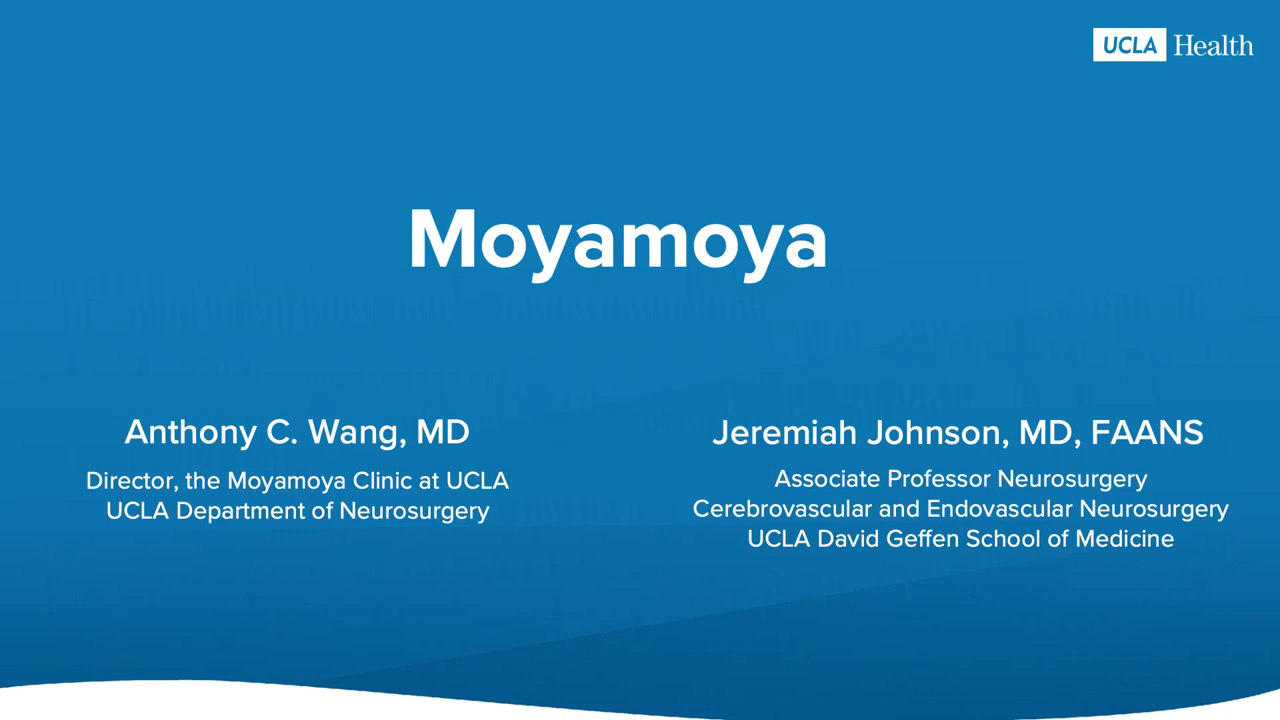 UCLA Health
Moyamoya
Anthony C. Wang, MD
Director, the Moyamoya Clinic at UCLA
UCLA Department of Neurosurgery
Jeremiah Johnson, MD, FAANS
Associate Professor Neurosurgery
Cerebrovascular and Endovascular Neurosurgery
UCLA David Geffen School of Medicine